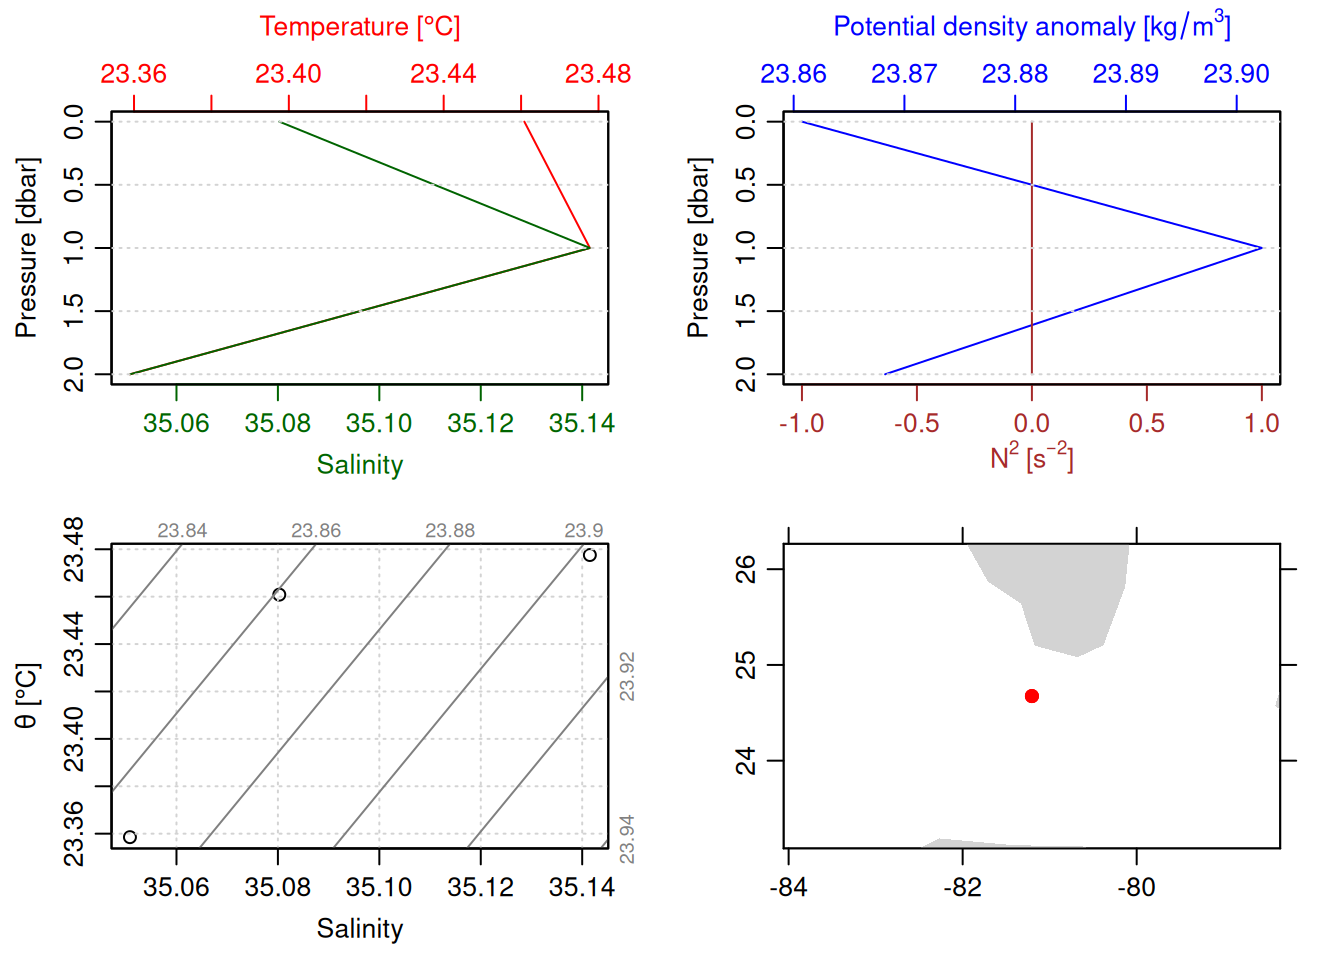 Temperature [°C]
23.36 23.40 23.44 23.48
Pressure [dbar]
0.0 0.5 1.0 1.5 2.0
35.06 35.08 35.10 35.12 35.14
Salinity
Potential density anomaly [kg/m³]
23.86 23.87 23.88 23.89 23.90
Pressure [dbar]
0.0 0.5 1.0 1.5 2.0
-1.0 -0.5 0.0 0.5 1.0
N² [s⁻²]
23.84 23.86 23.88 23.9
θ [°C]
23.36 23.40 23.44 23.48
23.92
23.94
35.06 35.08 35.10 35.12 35.14
Salinity
26
25
24
-84 -82 -80